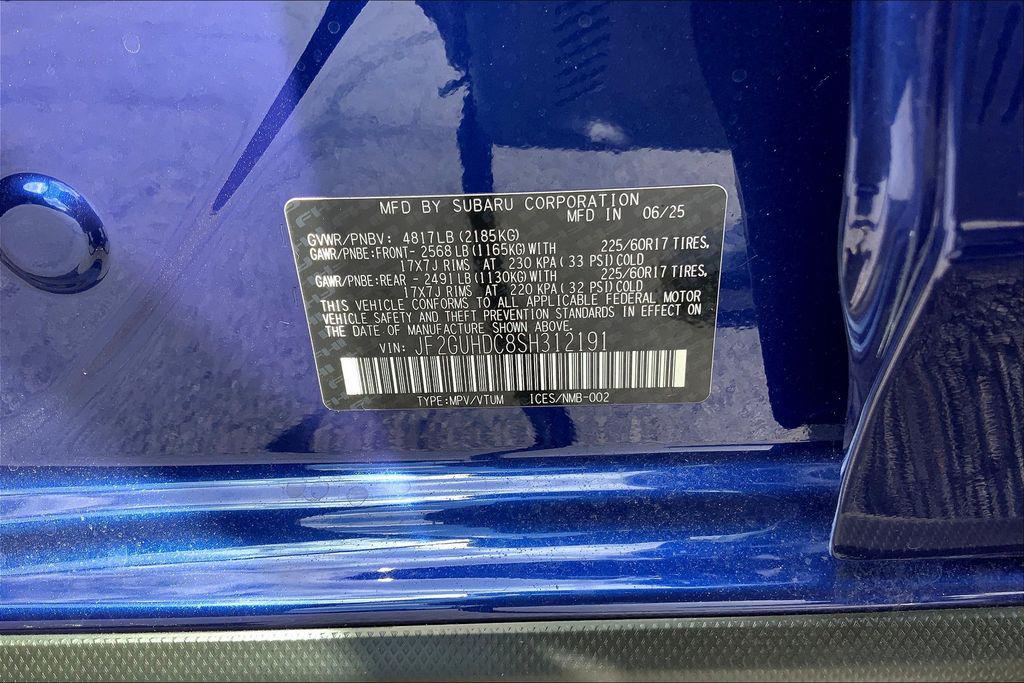 MFD BY SUBARU CORPORATION
MFD IN 06/25
GVWR/PNBV: 4817LB (2185KG)
GAWR/PNBE:FRONT- 2568 LB (1165KG) WITH 225/60R17 TIRES,
17X7J RIMS AT 230 KPA ( 33 PSI) COLD
GAWR/PNBE:REAR - 2491 LB (1130KG) WITH 225/60R17 TIRES,
17X7J RIMS AT 220 KPA ( 32 PSI) COLD
THIS VEHICLE CONFORMS TO ALL APPLICABLE FEDERAL MOTOR
VEHICLE SAFETY AND THEFT PREVENTION STANDARDS IN EFFECT ON
THE DATE OF MANUFACTURE SHOWN ABOVE.
VIN: JF2GUHDC8SH312191
TYPE:MPV/VTUM ICES/NMB-002